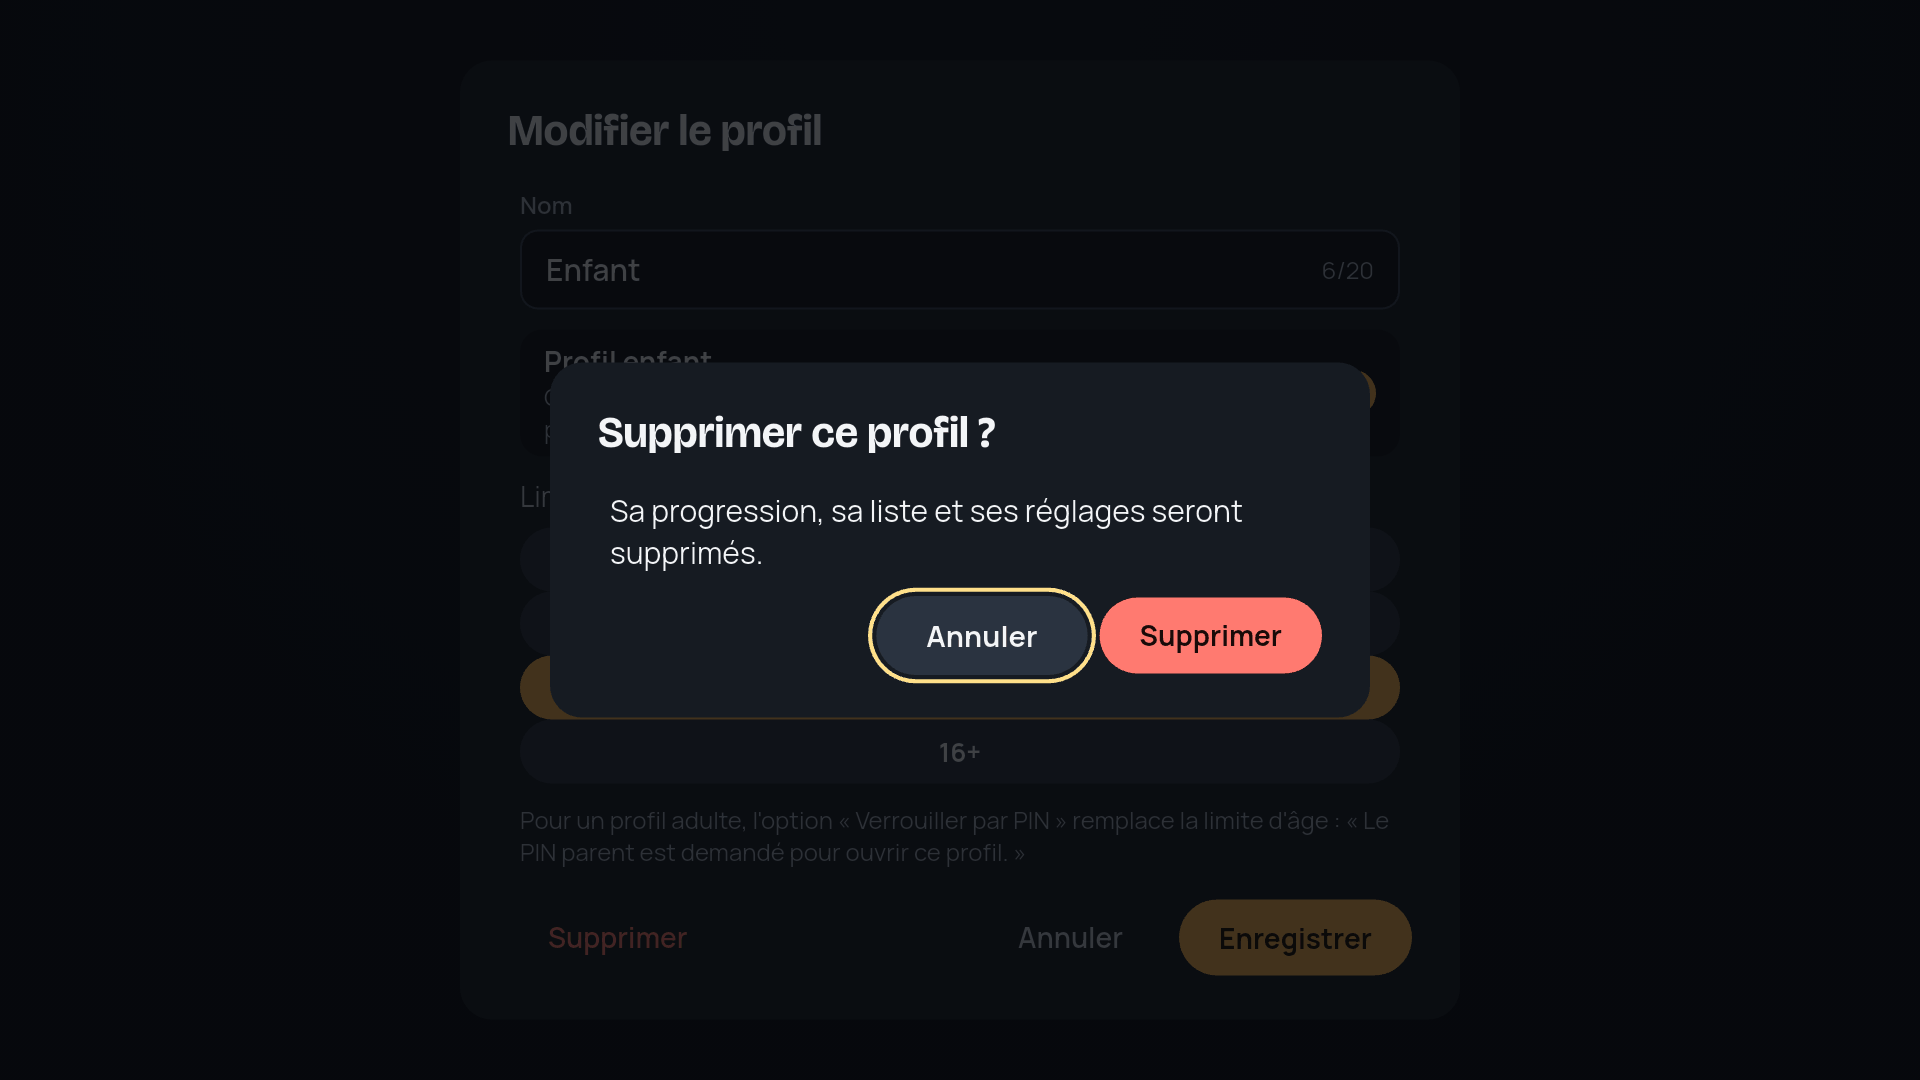 Modifier le profil
Nom
Enfant
6/20
Profil enfant
Supprimer ce profil ?
Sa progression, sa liste et ses réglages seront
supprimés.
Annuler
Supprimer
16+
Pour un profil adulte, l'option « Verrouiller par PIN » remplace la limite d'âge : « Le
PIN parent est demandé pour ouvrir ce profil. »
Supprimer
Annuler
Enregistrer